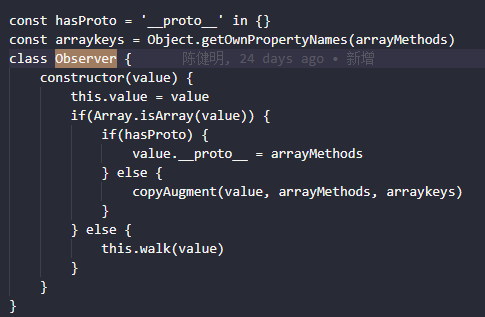 const hasProto = '__proto__' in {}
const arraykeys = Object.getOwnPropertyNames(arrayMethods)
class Observer {        陈健明, 24 days ago • 新增
    constructor(value) {
        this.value = value
        if(Array.isArray(value)) {
            if(hasProto) {
                value.__proto__ = arrayMethods
            } else {
                copyAugment(value, arrayMethods, arraykeys)
            }
        } else {
            this.walk(value)
        }
    }
}